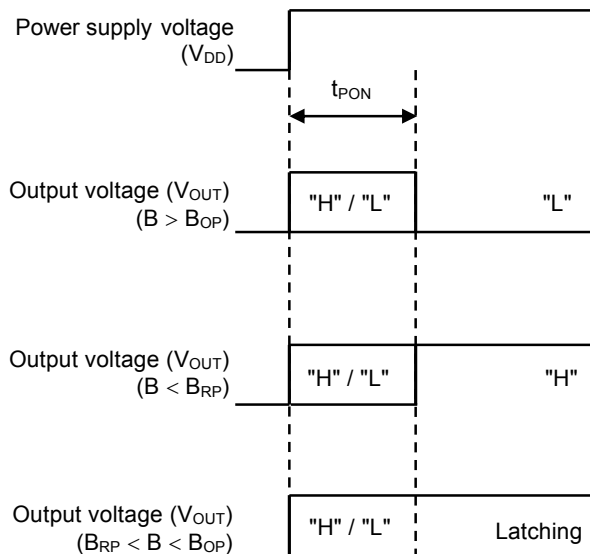 Power supply voltage
(VDD)
tPON
Output voltage (VOUT)
(B > BOP)
"H" / "L"
"L"
Output voltage (VOUT)
(B < BRP)
"H" / "L"
"H"
Output voltage (VOUT)
(BRP < B < BOP)
"H" / "L"
Latching